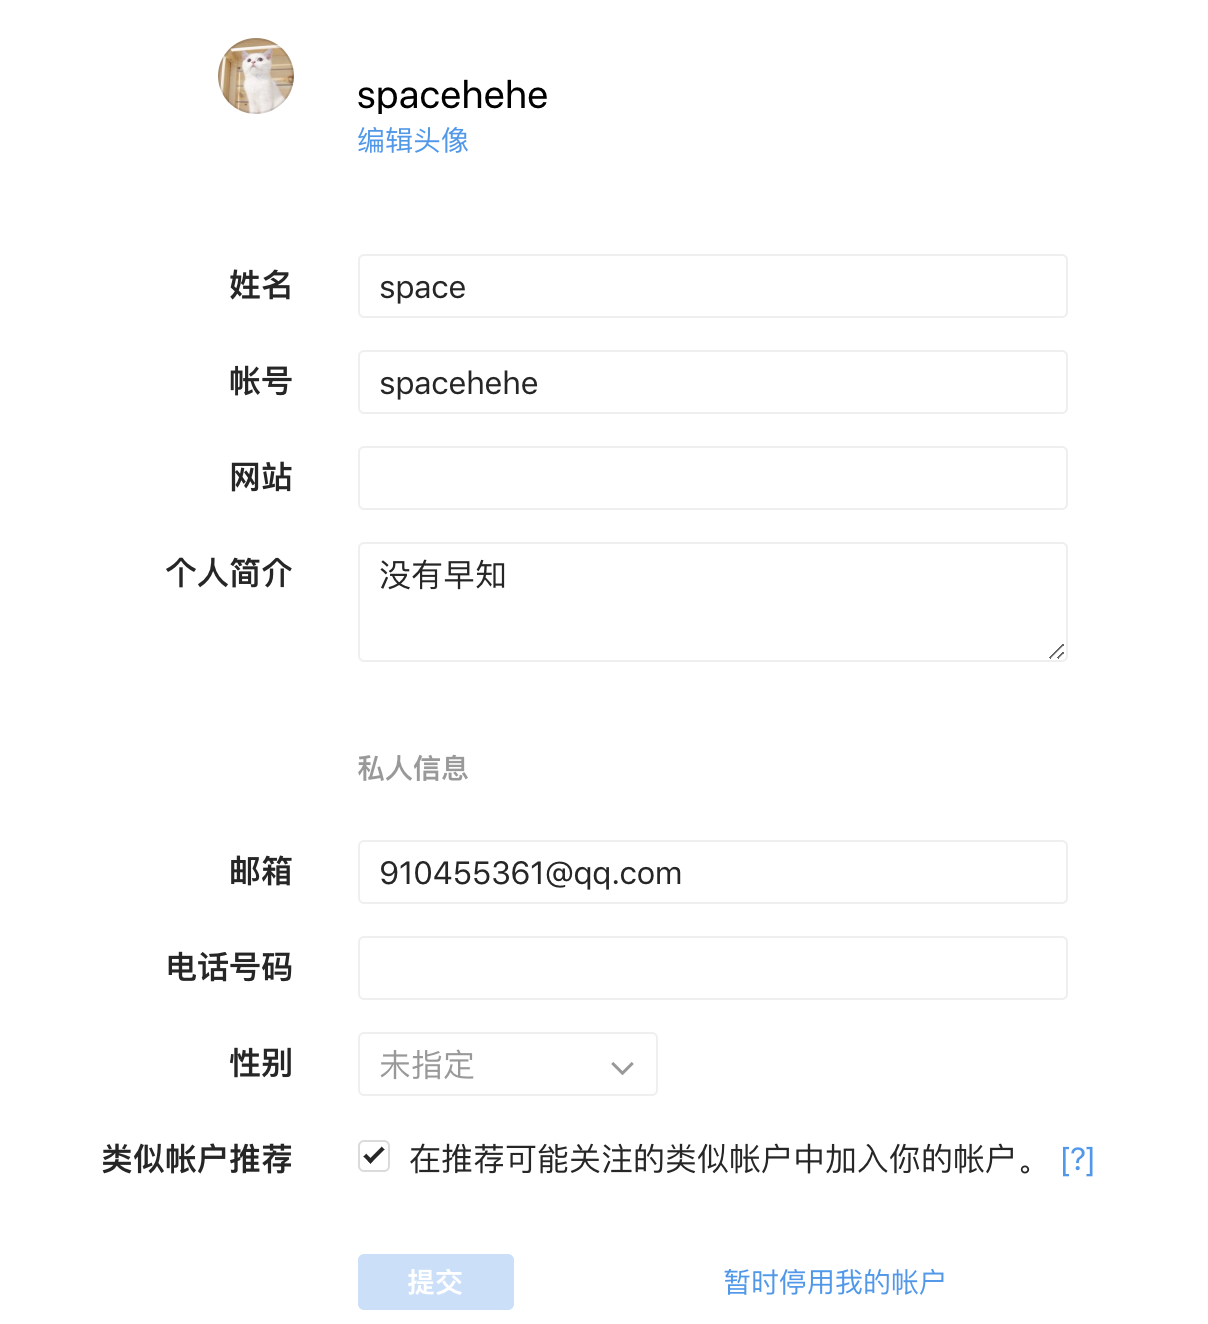 spacehehe
编辑头像
姓名 space
帐号 spacehehe
网站
个人简介 没有早知
私人信息
邮箱 910455361@qq.com
电话号码
性别 未指定
类似帐户推荐 在推荐可能关注的类似帐户中加入你的帐户。 [?]
提交 暂时停用我的帐户